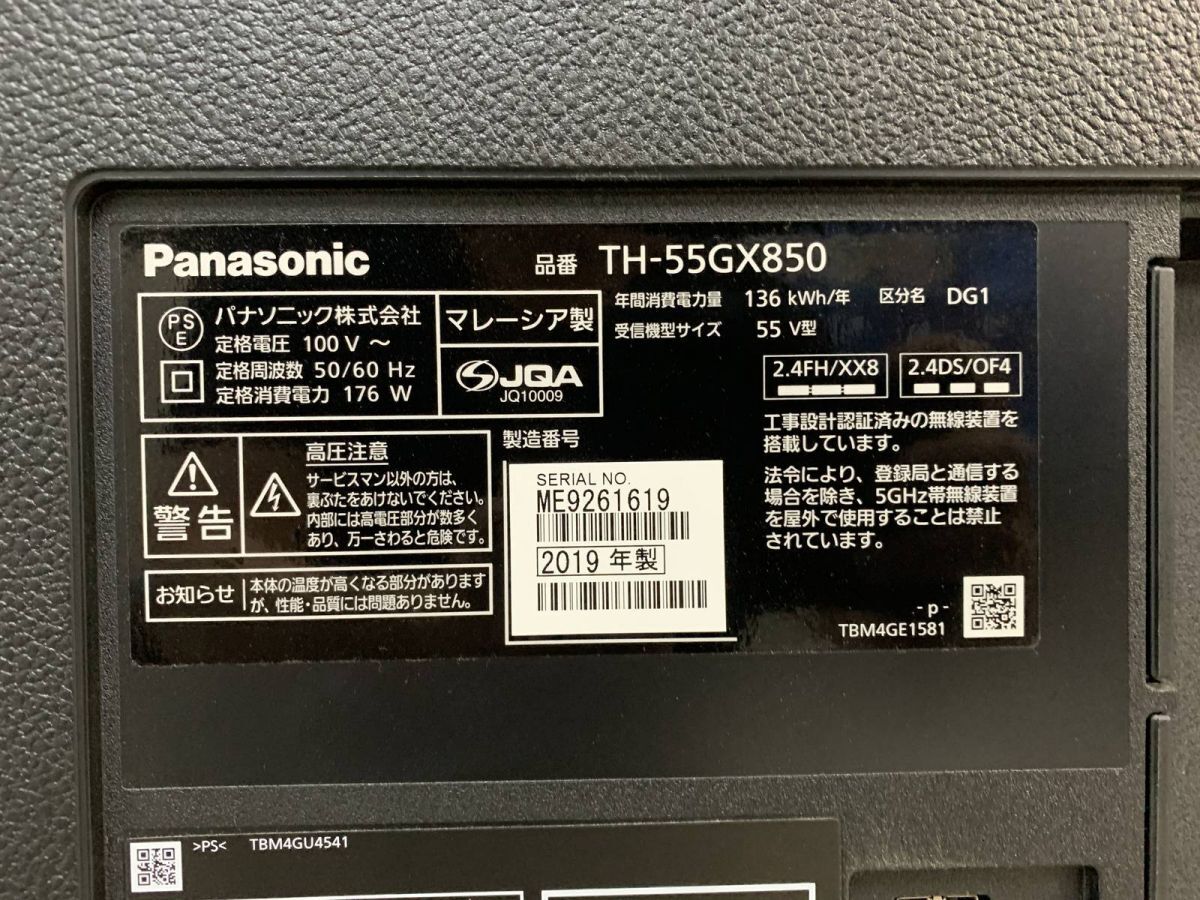 Panasonic
品番 TH-55GX850
PS
E
パナソニック株式会社
定格電圧 100 V ～
定格周波数 50/60 Hz
定格消費電力 176 W
マレーシア製
JQA
JQ10009
年間消費電力量 136 kWh/年 区分名 DG1
受信機型サイズ 55 V型
2.4FH/XX8
2.4DS/OF4
工事設計認証済みの無線装置を
搭載しています。
法令により、登録局と通信する
場合を除き、5GHz帯無線装置
を屋外で使用することは禁止
されています。
警告
高圧注意
サービスマン以外の方は、
裏ぶたをあけないでください。
内部には高電圧部分が数多く
あり、万一さわると危険です。
お知らせ
本体の温度が高くなる部分があります
が、性能・品質には問題ありません。
製造番号
SERIAL NO.
ME9261619
2019 年製
- p -
TBM4GE1581
>PS< TBM4GU4541